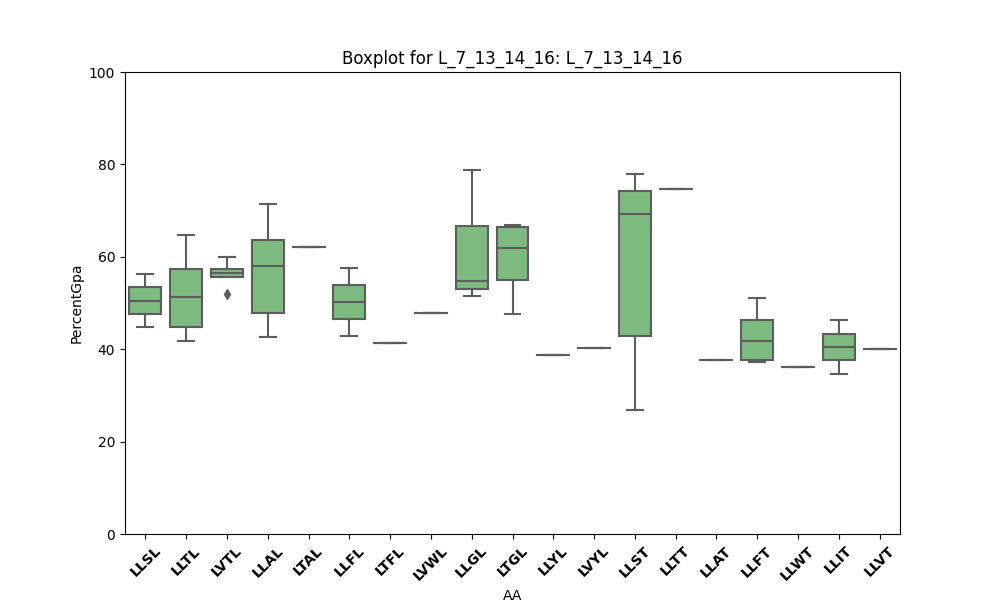 Boxplot for L_7_13_14_16: L_7_13_14_16
100
80
60
40
20
0
PercentGpa
LLSL
LLTL
LVTL
LLAL
LTAL
LLFL
LTFL
LVWL
LLGL
LTGL
LLYL
LVYL
LLST
LLTT
LLAT
LLFT
LLWT
LLIT
LLVT
AA